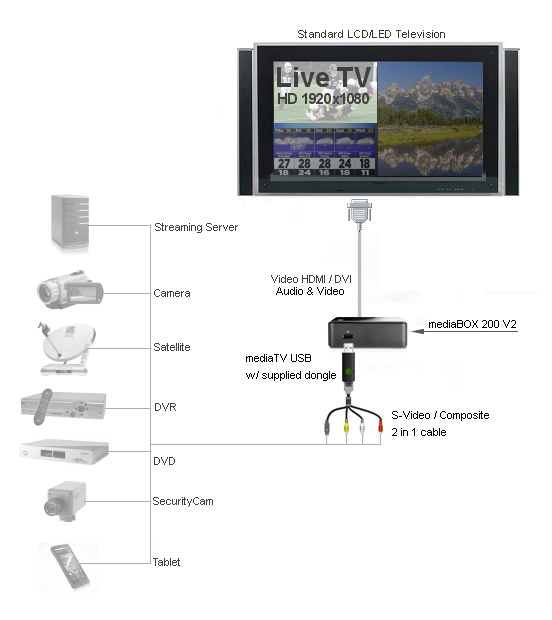 Standard LCD/LED Television
Live TV
HD 1920x1080
27 28 28 24 18
18 24 16 18 11
Streaming Server
Video HDMI / DVI
Audio & Video
Camera
mediaBOX 200 V2
Satellite
mediaTV USB
w/ supplied dongle
DVR
S-Video / Composite
2 in 1 cable
DVD
SecurityCam
Tablet